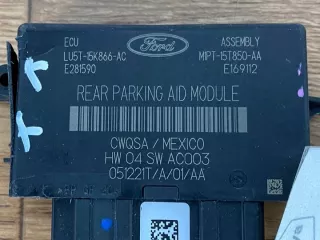 ECU Ford ASSEMBLY
LU5T-15K866-AC M1PT-15T850-AA
E281590 E169112
REAR PARKING AID MODULE
CWQSA / MEXICO
HW 04 SW AC003
051221T/A/01/AA